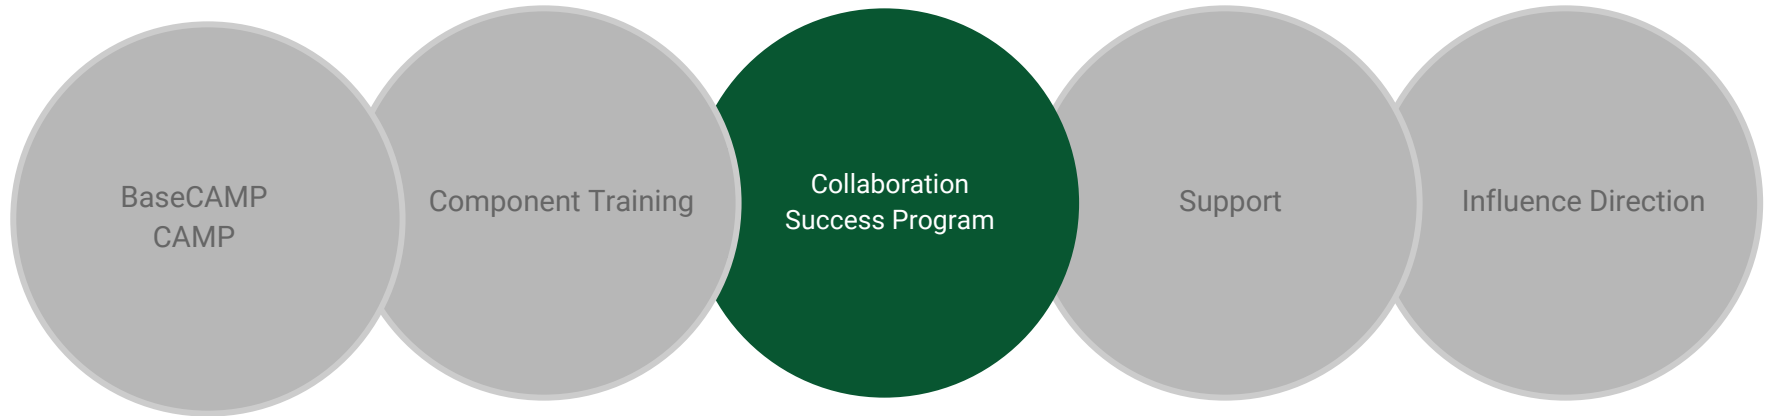 BaseCAMP
CAMP
Component Training
Collaboration
Success Program
Support
Influence Direction